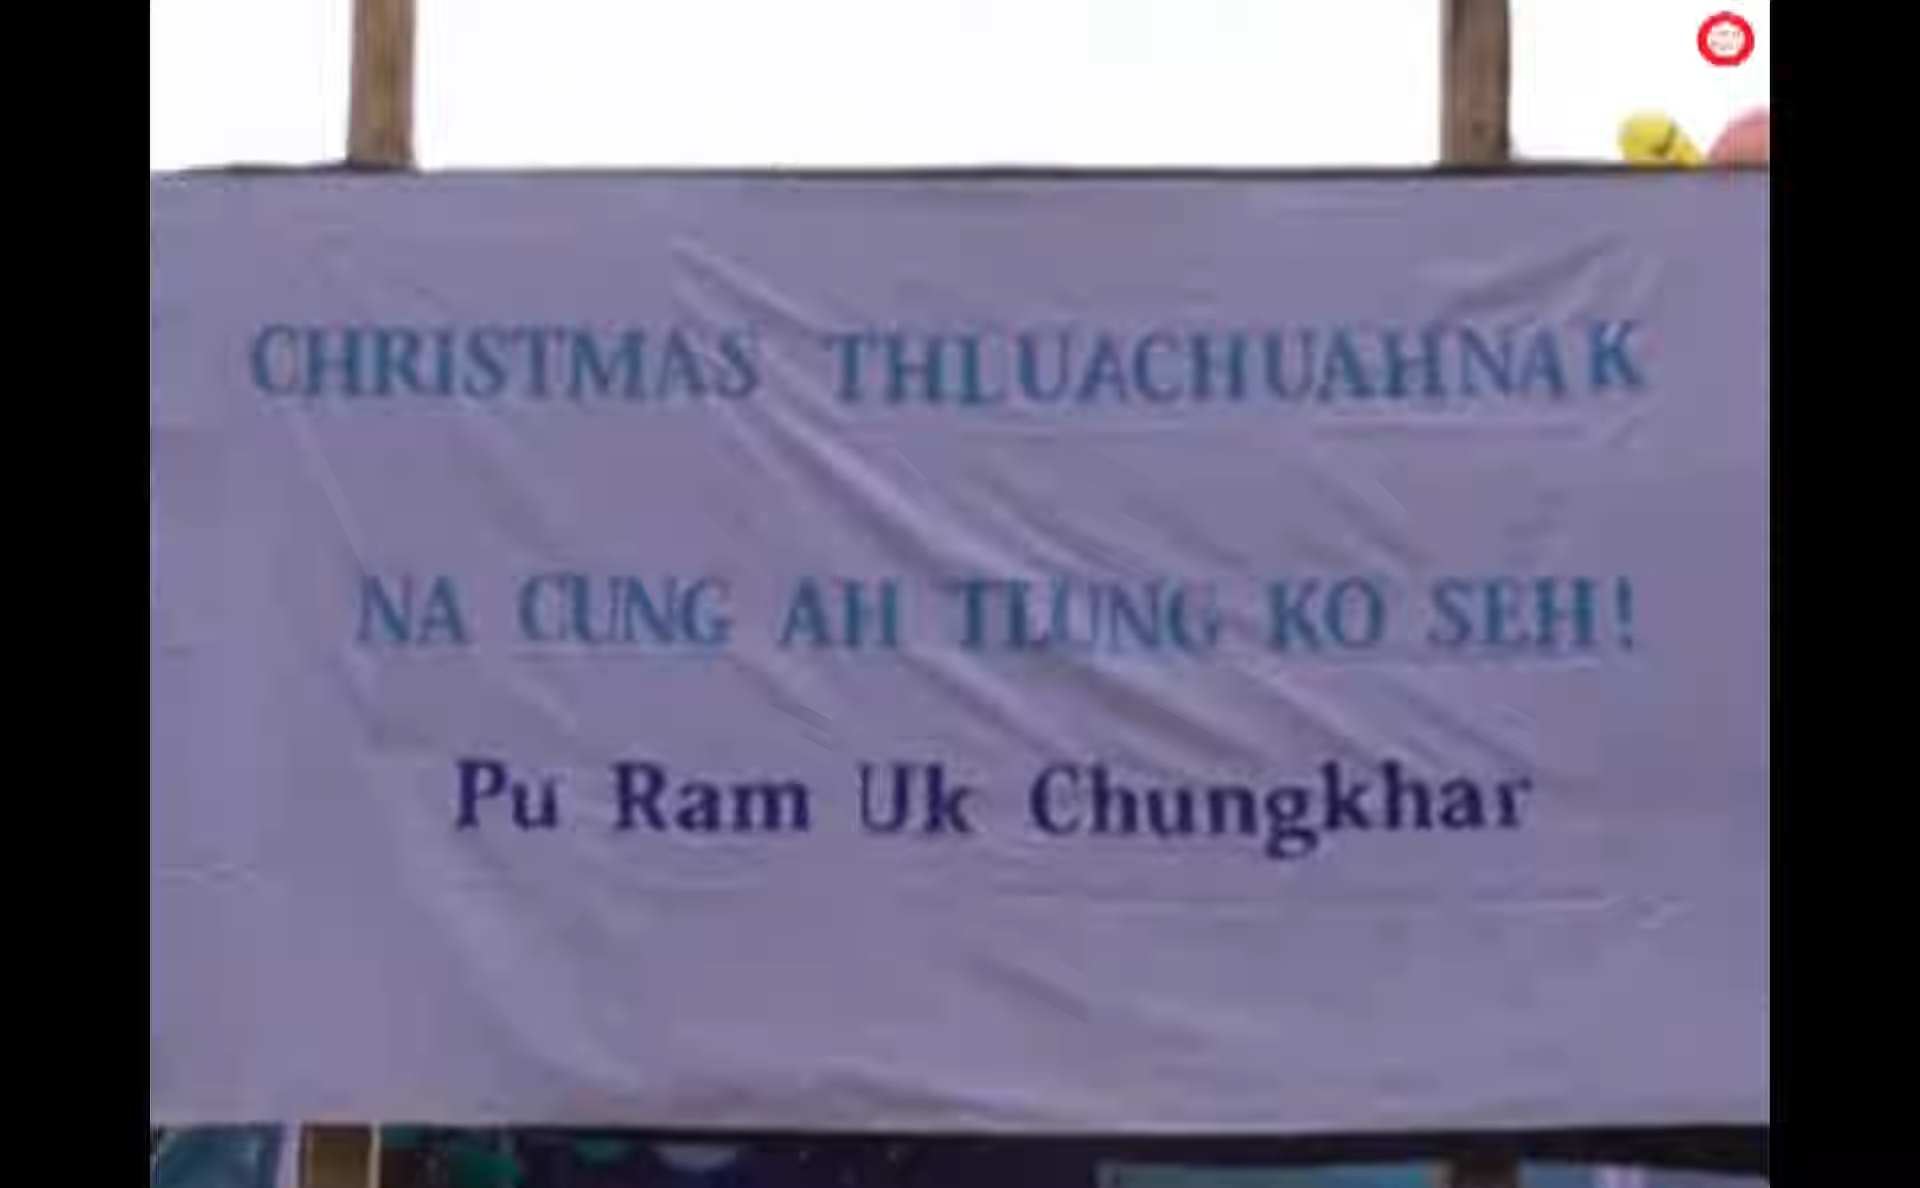 CHRISTMAS THLUACHUAHNAK
NA CUNG AH TLUNG KO SEH!
Pu Ram Uk Chungkhar